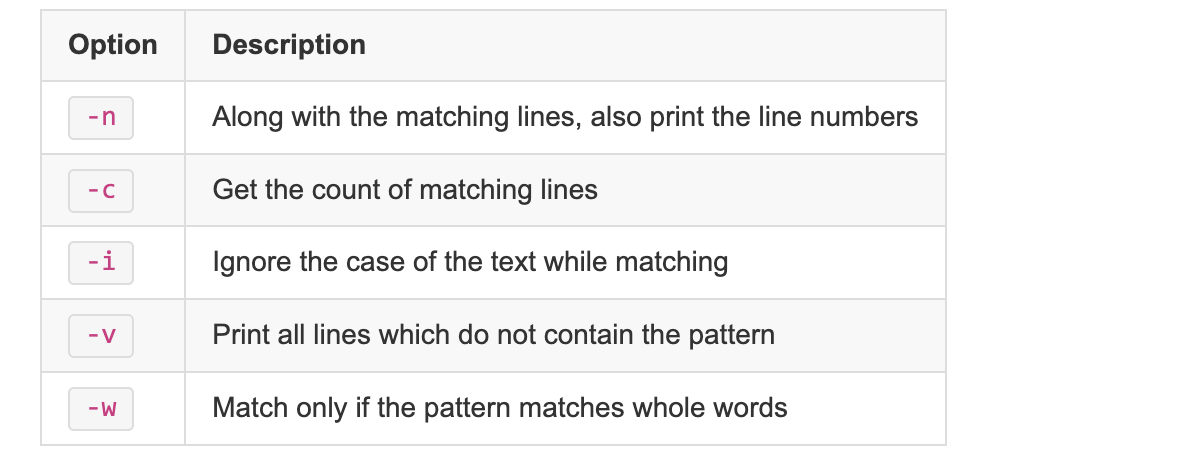 Option Description
-n Along with the matching lines, also print the line numbers
-c Get the count of matching lines
-i Ignore the case of the text while matching
-v Print all lines which do not contain the pattern
-w Match only if the pattern matches whole words